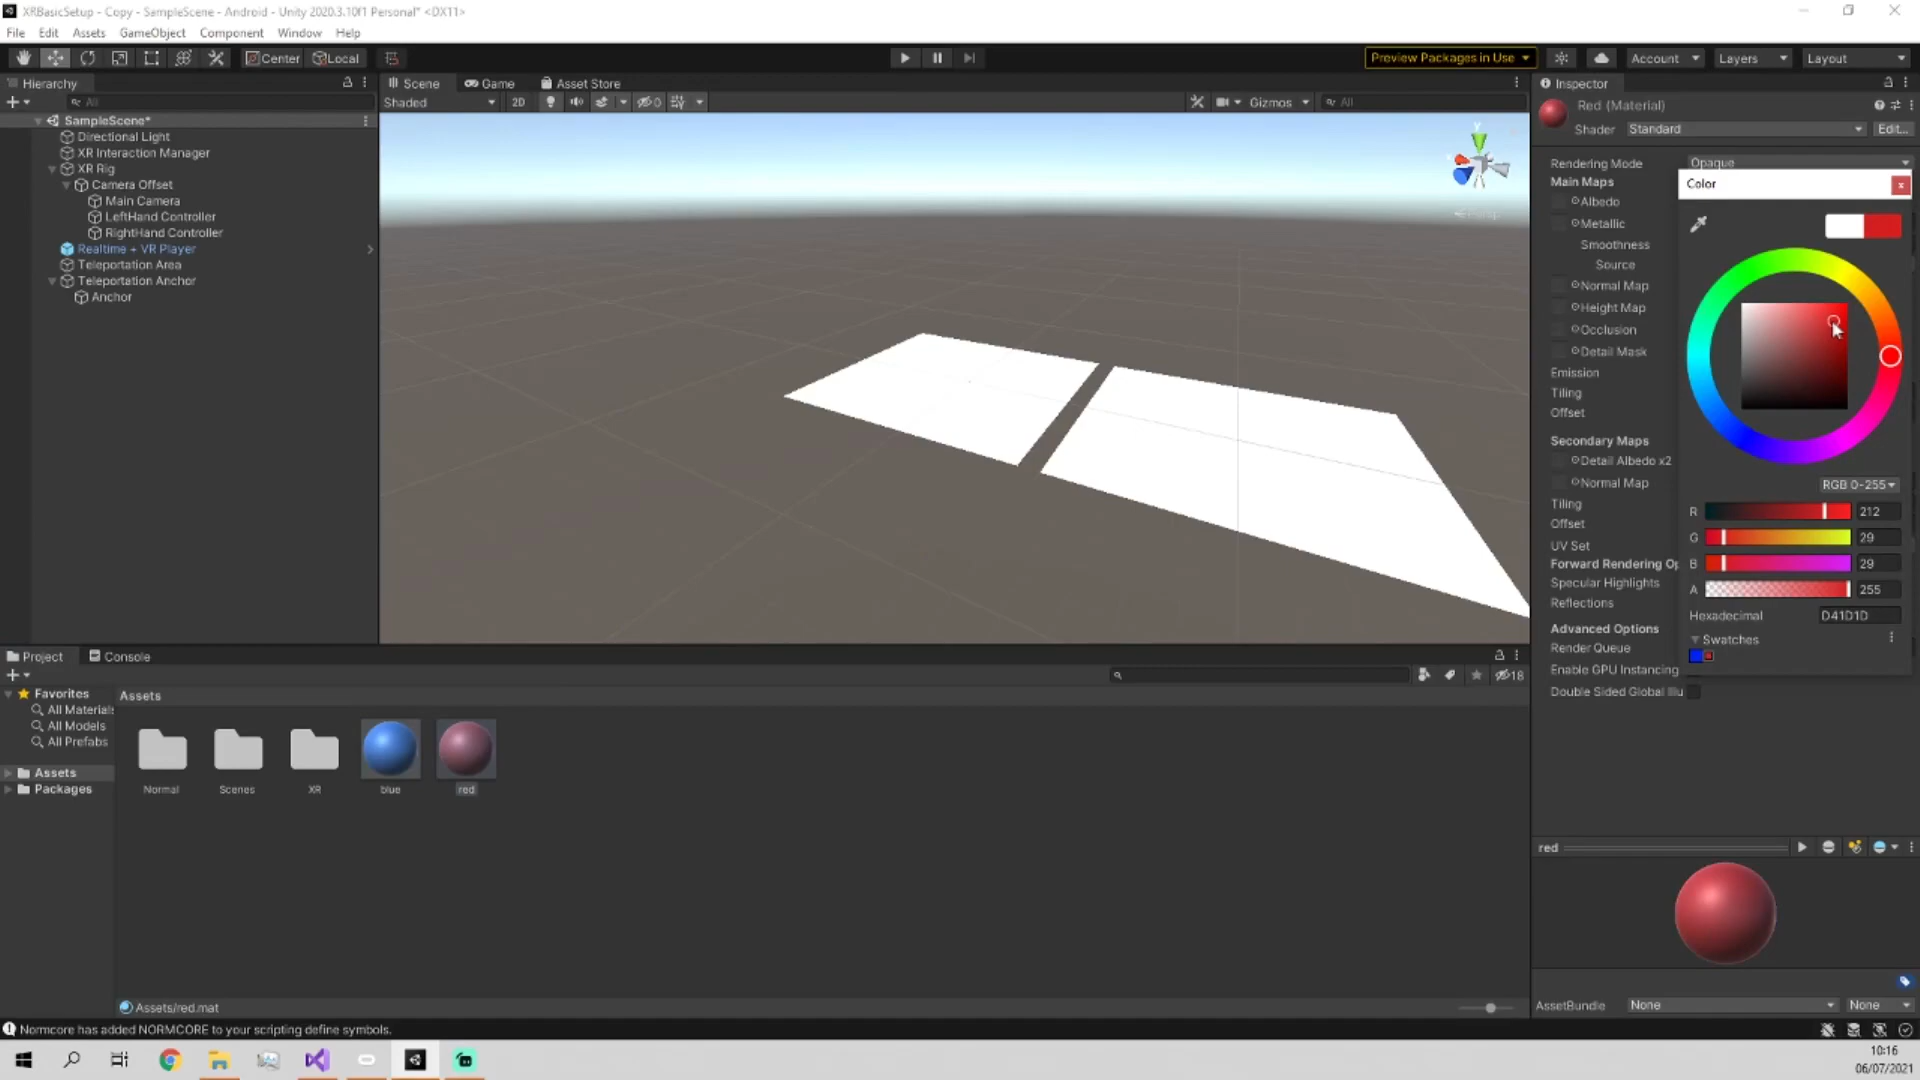 XRBasicSetup - Copy - SampleScene - Android - Unity 2020.3.10f1 Personal* <DX11>
File Edit Assets GameObject Component Window Help
Center Local Preview Packages in Use Account Layers Layout
Hierarchy
All
SampleScene*
Directional Light
XR Interaction Manager
XR Rig
Camera Offset
Main Camera
LeftHand Controller
RightHand Controller
Realtime + VR Player
Teleportation Area
Teleportation Anchor
Anchor
Scene Game Asset Store
Shaded 2D 0 Gizmos All
y
Persp
Inspector
Red (Material)
Shader Standard Edit...
Rendering Mode Opaque
Main Maps
Albedo
Metallic
Smoothness
Source
Normal Map
Height Map
Occlusion
Detail Mask
Emission
Tiling
Offset
Secondary Maps
Detail Albedo x2
Normal Map
Tiling
Offset
UV Set
Forward Rendering Op
Specular Highlights
Reflections
Advanced Options
Render Queue
Enable GPU Instancing
Double Sided Global Illu
Color
x
RGB 0-255
R 212
G 29
B 29
A 255
Hexadecimal D41D1D
Swatches
red
AssetBundle None None
Project Console
18
Favorites
All Materials
All Models
All Prefabs
Assets
Packages
Assets
Normal Scenes XR blue red
Assets/red.mat
Normcore has added NORMCORE to your scripting define symbols.
10:16
06/07/2021